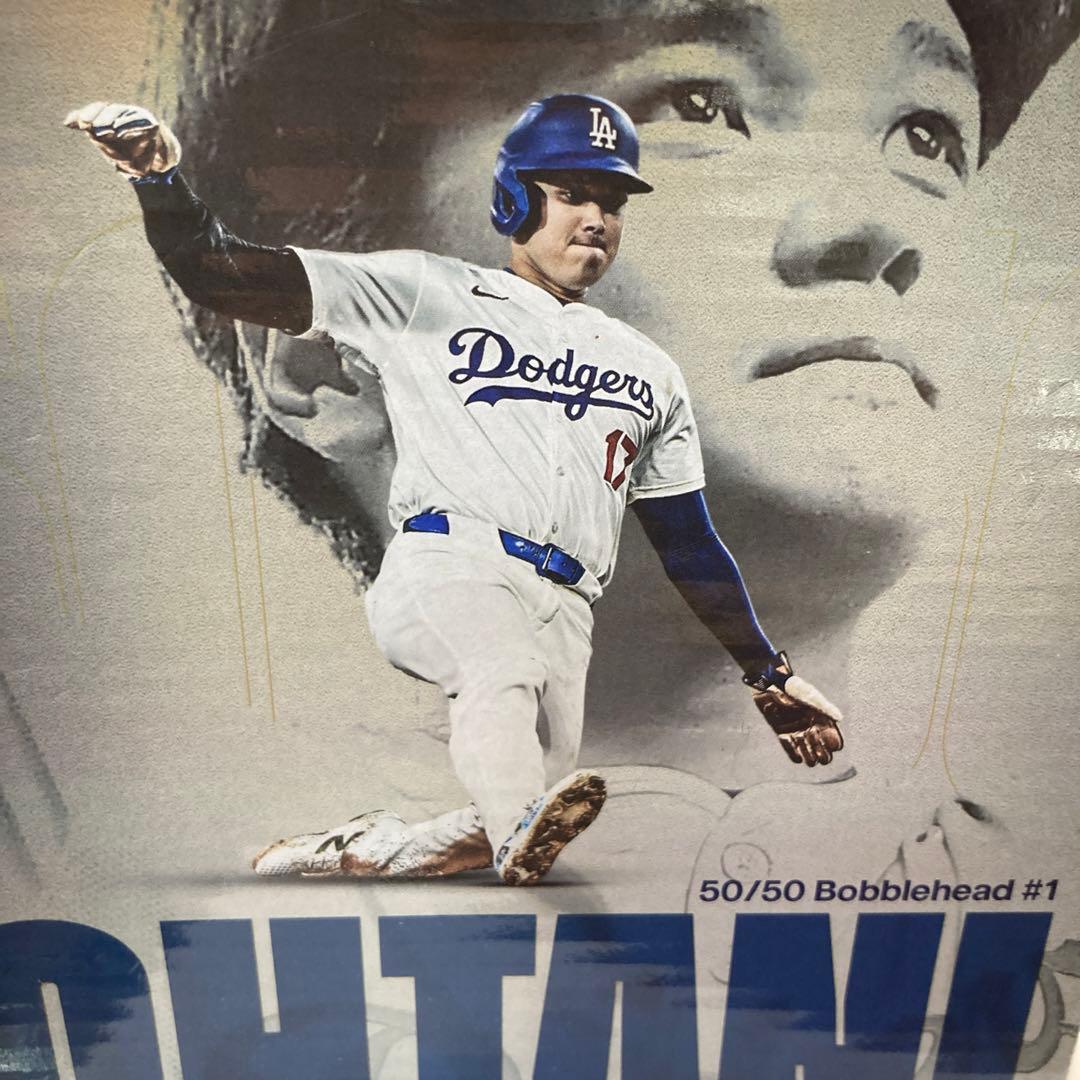 LA
Dodgers
17
50/50 Bobblehead #1
OHTANI